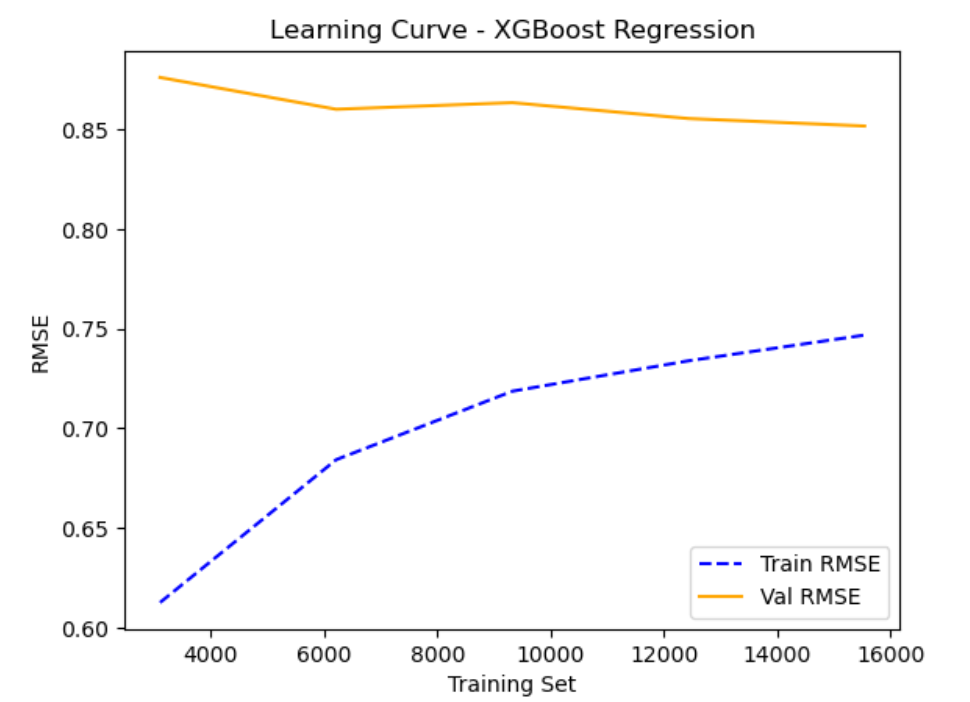 Learning Curve - XGBoost Regression
RMSE
0.85
0.80
0.75
0.70
0.65
0.60
4000 6000 8000 10000 12000 14000 16000
Training Set
Train RMSE
Val RMSE